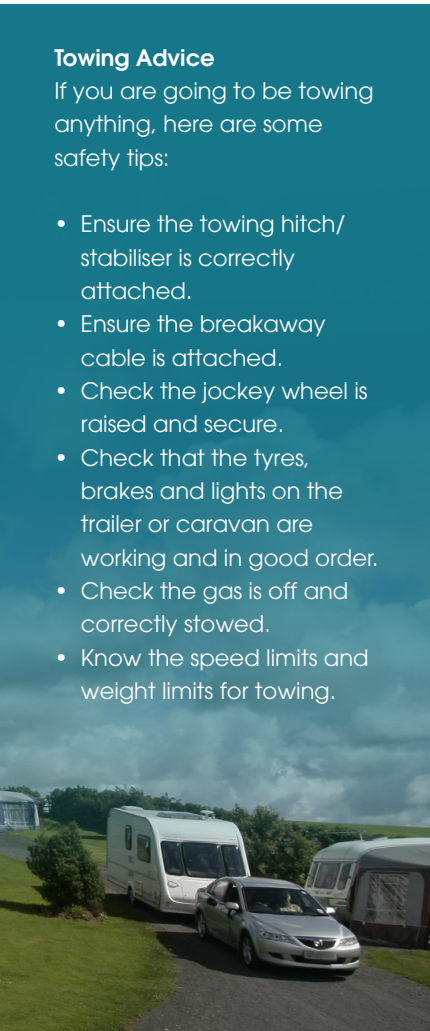 Towing Advice
If you are going to be towing
anything, here are some
safety tips:
• Ensure the towing hitch/
stabiliser is correctly
attached.
• Ensure the breakaway
cable is attached.
• Check the jockey wheel is
raised and secure.
• Check that the tyres,
brakes and lights on the
trailer or caravan are
working and in good order.
• Check the gas is off and
correctly stowed.
• Know the speed limits and
weight limits for towing.